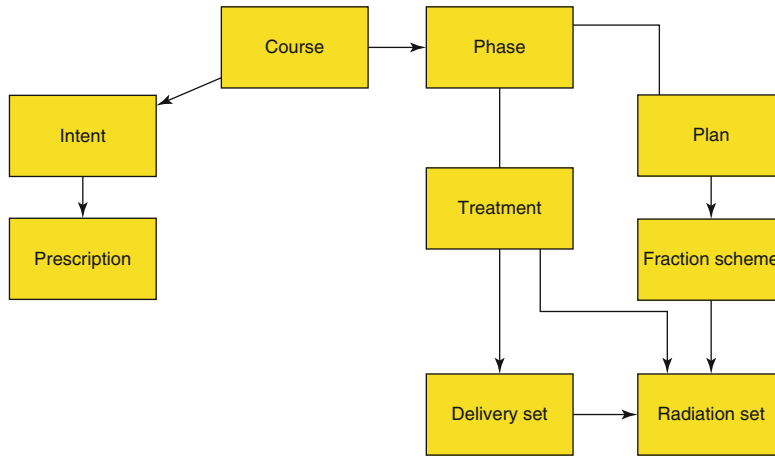 Course
Phase
Intent
Plan
Treatment
Prescription
Fraction scheme
Delivery set
Radiation set